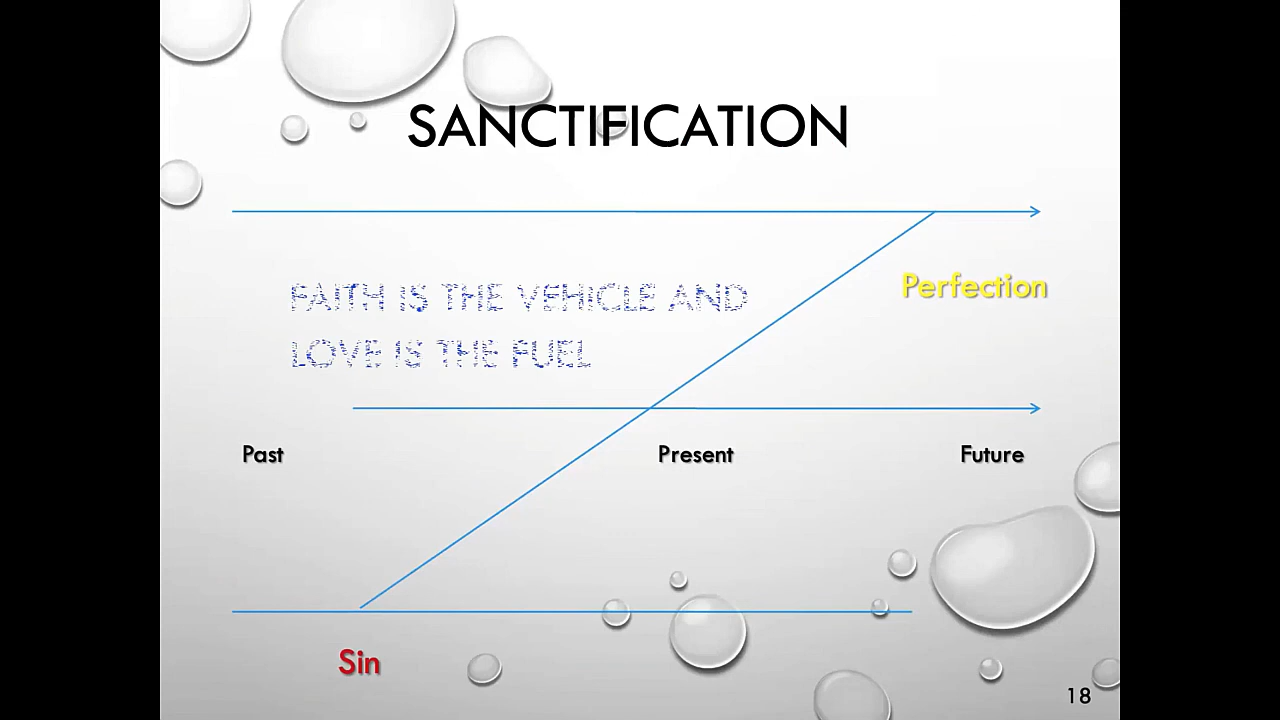 SANCTIFICATION
FAITH IS THE VEHICLE AND
LOVE IS THE FUEL
Perfection
Past Present Future
Sin
18